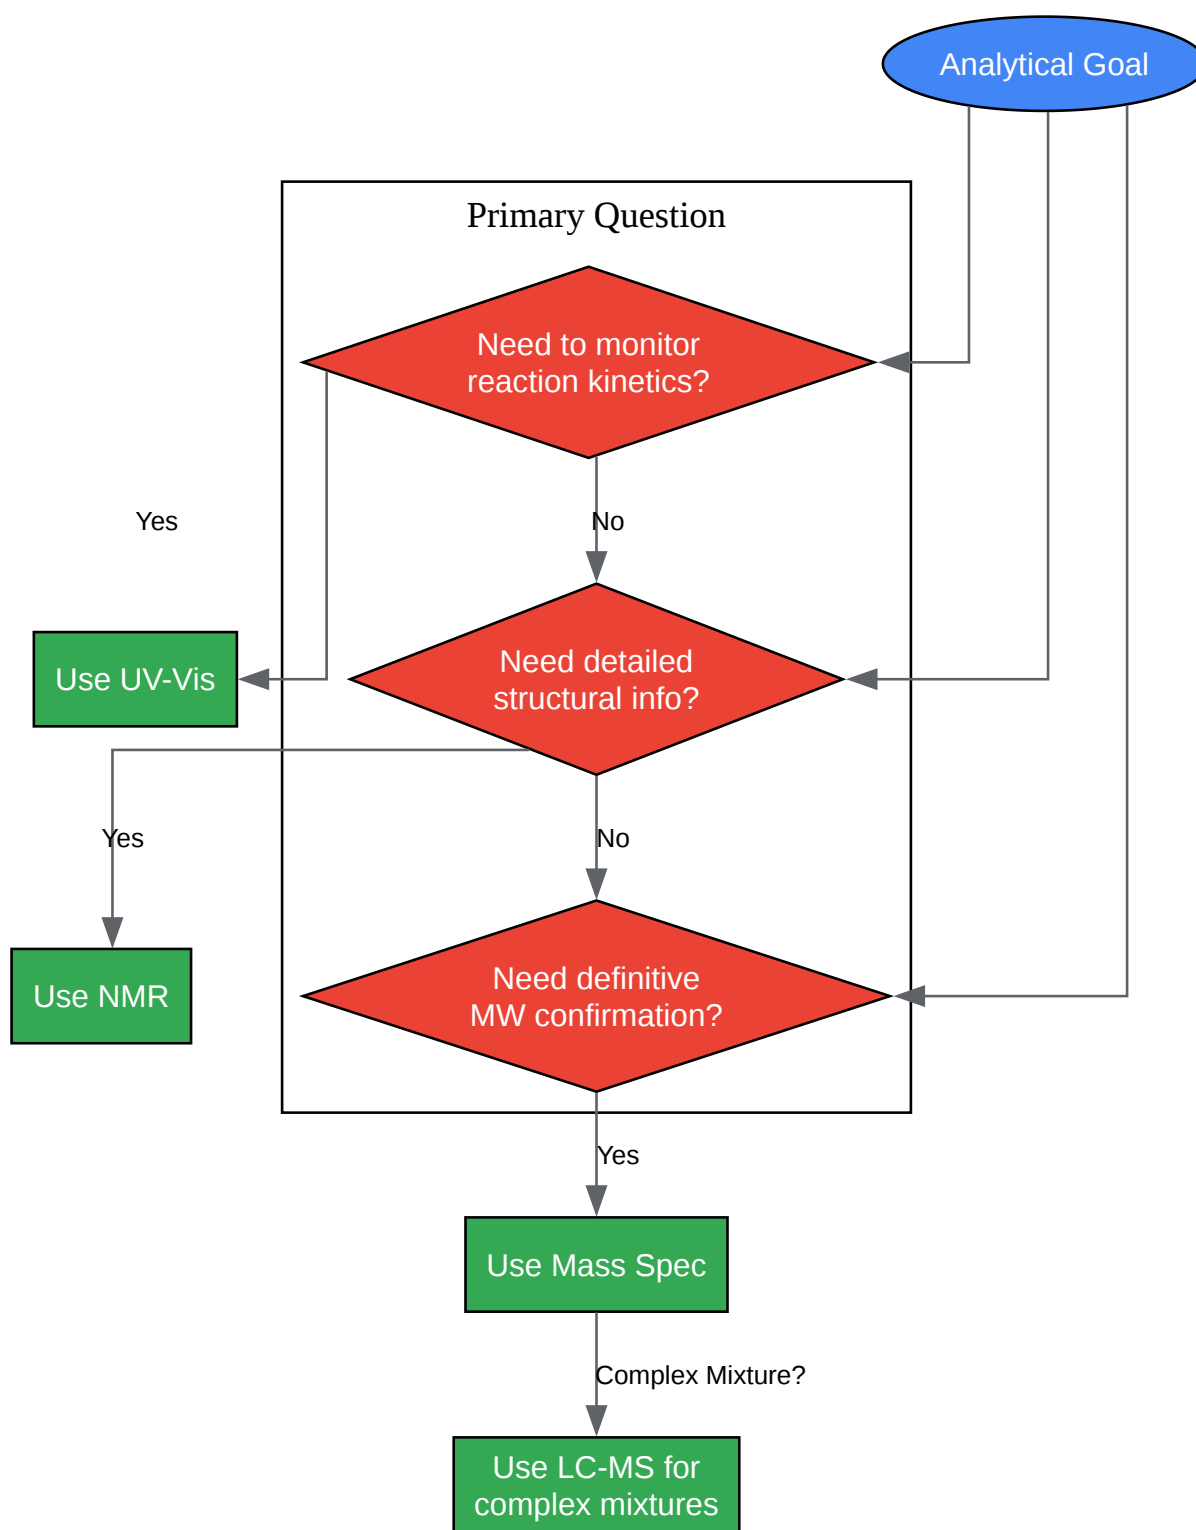 Analytical Goal
Primary Question
Need to monitor
reaction kinetics?
Yes
No
Use UV-Vis
Need detailed
structural info?
Yes
No
Use NMR
Need definitive
MW confirmation?
Yes
Use Mass Spec
Complex Mixture?
Use LC-MS for
complex mixtures